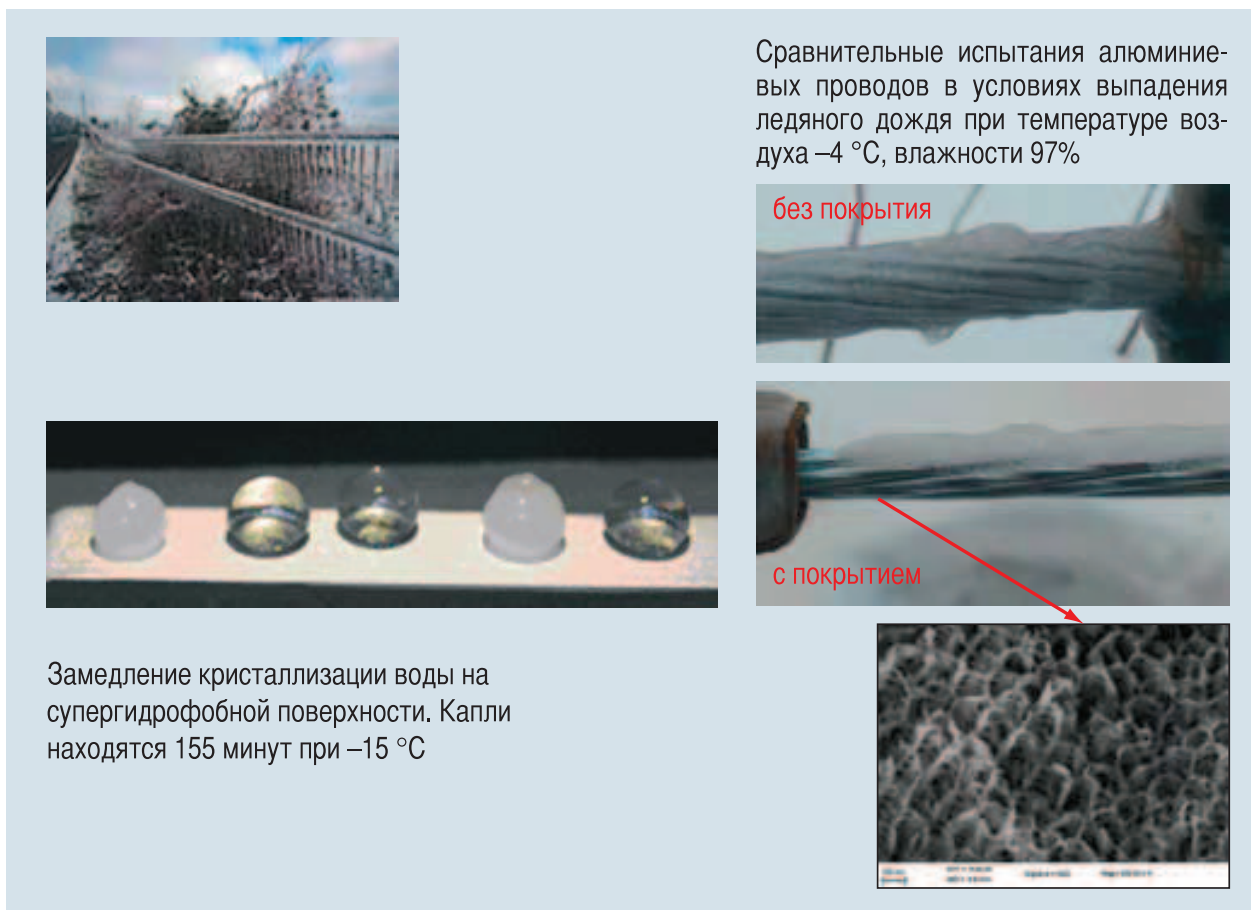 Сравнительные испытания алюминие-
вых проводов в условиях выпадения
ледяного дождя при температуре воз-
духа –4 °C, влажности 97%
без покрытия
с покрытием
Замедление кристаллизации воды на
супергидрофобной поверхности. Капли
находятся 155 минут при –15 °C